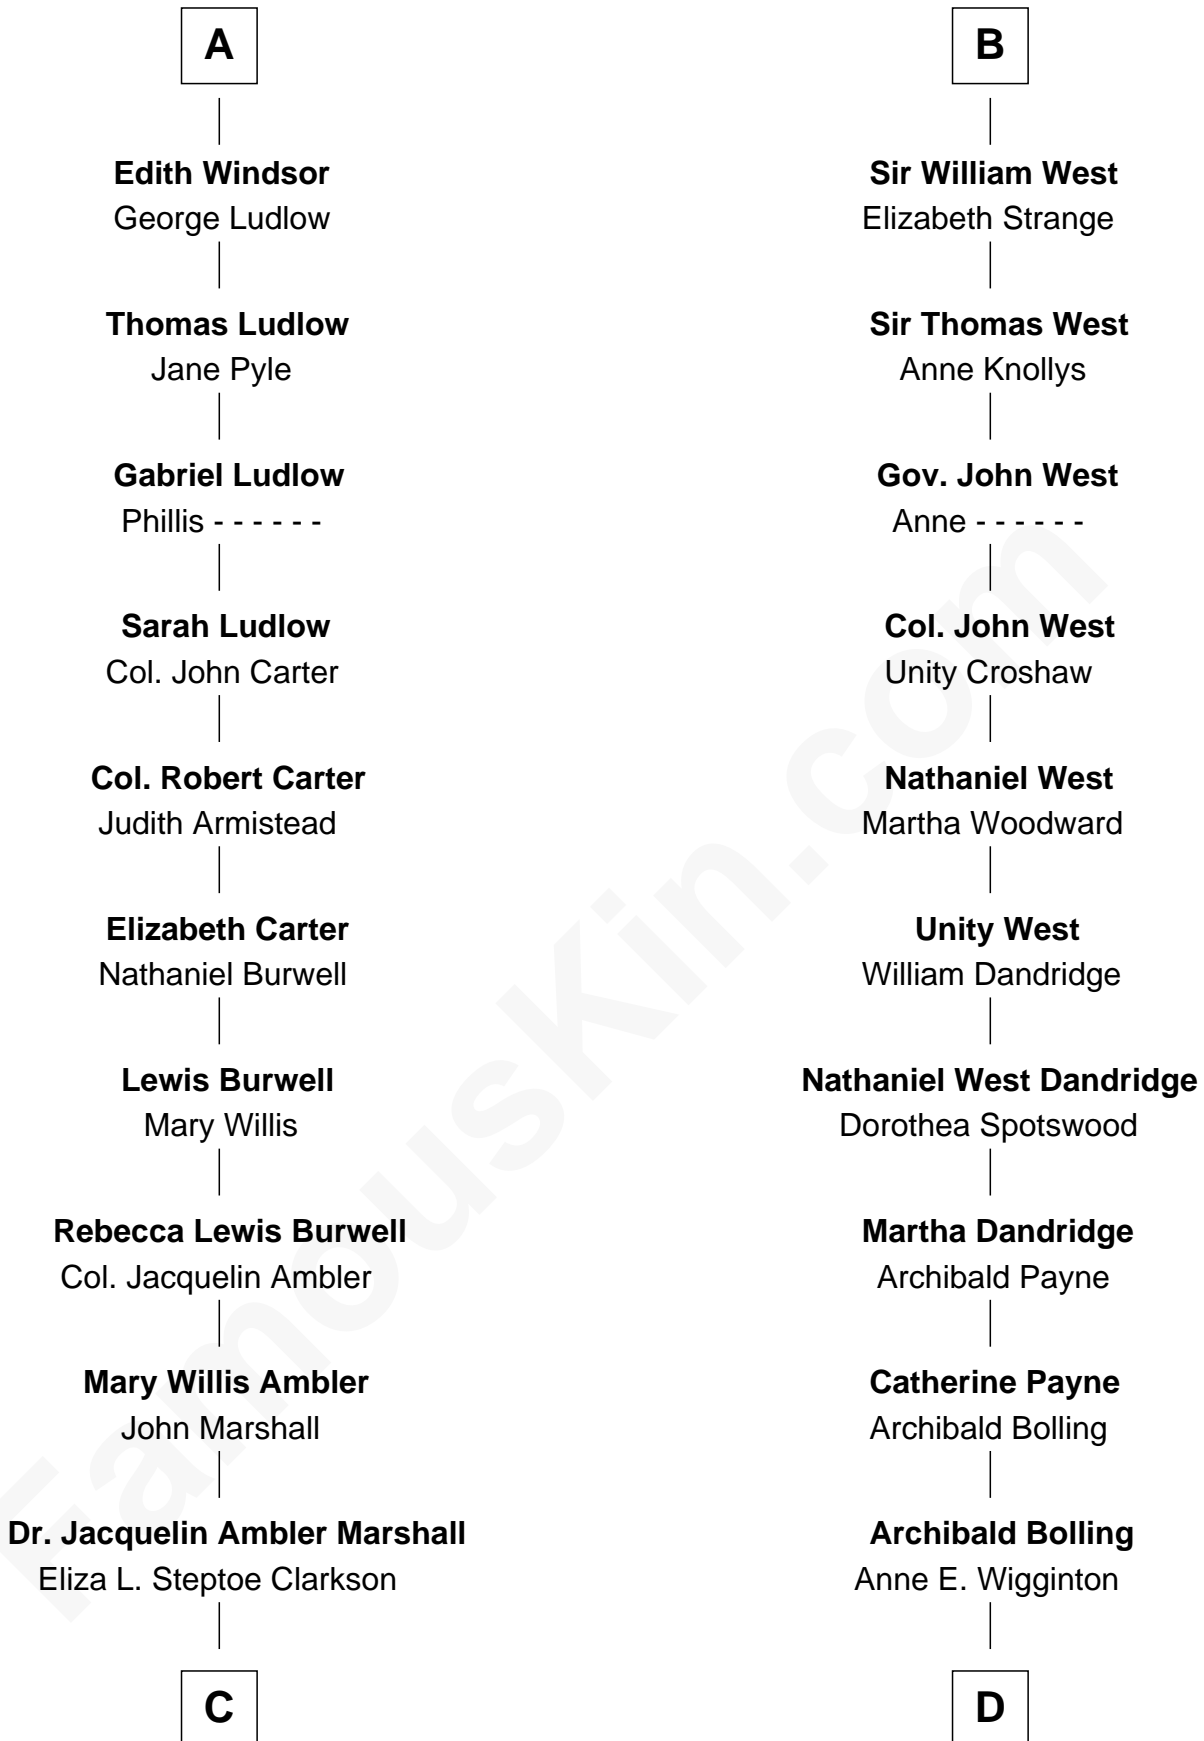 A
Edith Windsor
George Ludlow
Thomas Ludlow
Jane Pyle
Gabriel Ludlow
Phillis - - - - - -
Sarah Ludlow
Col. John Carter
Col. Robert Carter
Judith Armistead
Elizabeth Carter
Nathaniel Burwell
Lewis Burwell
Mary Willis
Rebecca Lewis Burwell
Col. Jacquelin Ambler
Mary Willis Ambler
John Marshall
Dr. Jacquelin Ambler Marshall
Eliza L. Steptoe Clarkson
C
B
Sir William West
Elizabeth Strange
Sir Thomas West
Anne Knollys
Gov. John West
Anne - - - - - -
Col. John West
Unity Croshaw
Nathaniel West
Martha Woodward
Unity West
William Dandridge
Nathaniel West Dandridge
Dorothea Spotswood
Martha Dandridge
Archibald Payne
Catherine Payne
Archibald Bolling
Archibald Bolling
Anne E. Wigginton
D
FamousKin.com